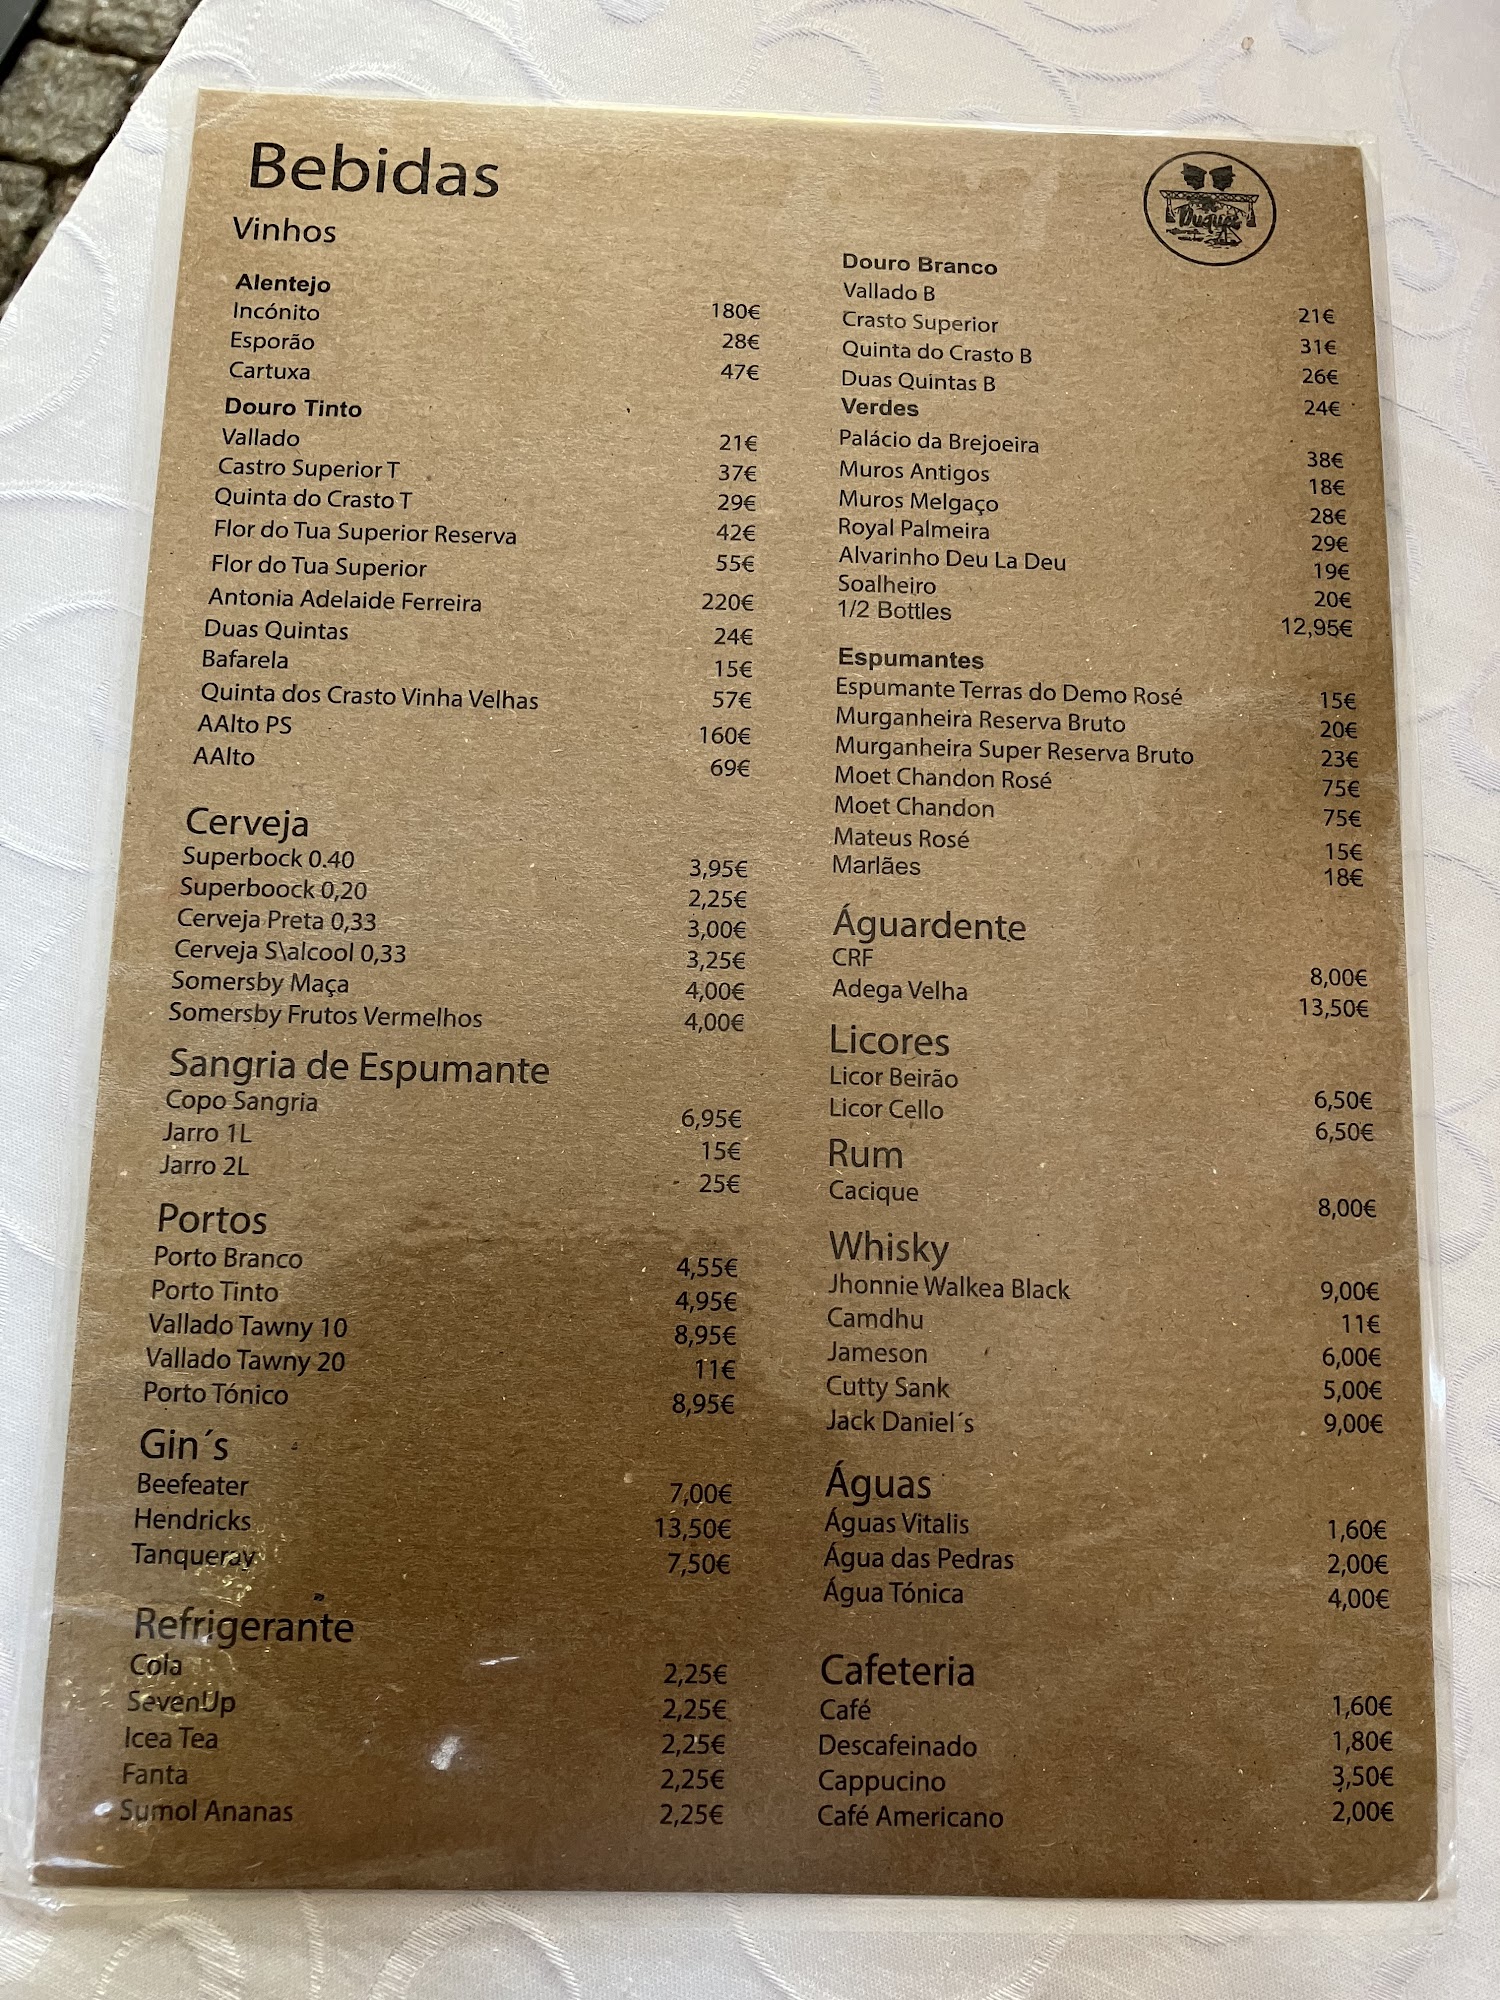 Bebidas
Vinhos
Alentejo
Incónito 180€
Esporão 28€
Cartuxa 47€
Douro Tinto
Vallado 21€
Castro Superior T 37€
Quinta do Crasto T 29€
Flor do Tua Superior Reserva 42€
Flor do Tua Superior 55€
Antonia Adelaide Ferreira 220€
Duas Quintas 24€
Bafarela 15€
Quinta dos Crasto Vinha Velhas 57€
AAlto PS 160€
AAlto 69€
Cerveja
Superbock 0.40 3,95€
Superboock 0,20 2,25€
Cerveja Preta 0,33 3,00€
Cerveja S\alcool 0,33 3,25€
Somersby Maça 4,00€
Somersby Frutos Vermelhos 4,00€
Sangria de Espumante
Copo Sangria 6,95€
Jarro 1L 15€
Jarro 2L 25€
Portos
Porto Branco 4,55€
Porto Tinto 4,95€
Vallado Tawny 10 8,95€
Vallado Tawny 20 11€
Porto Tónico 8,95€
Gin´s
Beefeater 7,00€
Hendricks 13,50€
Tanqueray 7,50€
Refrigerante
Cola 2,25€
SevenUp 2,25€
Icea Tea 2,25€
Fanta 2,25€
Sumol Ananas 2,25€
Duques
Douro Branco
Vallado B 21€
Crasto Superior 31€
Quinta do Crasto B 26€
Duas Quintas B 24€
Verdes
Palácio da Brejoeira 38€
Muros Antigos 18€
Muros Melgaço 28€
Royal Palmeira 29€
Alvarinho Deu La Deu 19€
Soalheiro 20€
1/2 Bottles 12,95€
Espumantes
Espumante Terras do Demo Rosé 15€
Murganheira Reserva Bruto 20€
Murganheira Super Reserva Bruto 23€
Moet Chandon Rosé 75€
Moet Chandon 75€
Mateus Rosé 15€
Marlães 18€
Águardente
CRF 8,00€
Adega Velha 13,50€
Licores
Licor Beirão 6,50€
Licor Cello 6,50€
Rum
Cacique 8,00€
Whisky
Jhonnie Walkea Black 9,00€
Camdhu 11€
Jameson 6,00€
Cutty Sank 5,00€
Jack Daniel´s 9,00€
Águas
Águas Vitalis 1,60€
Água das Pedras 2,00€
Água Tónica 4,00€
Cafeteria
Café 1,60€
Descafeinado 1,80€
Cappucino 3,50€
Café Americano 2,00€